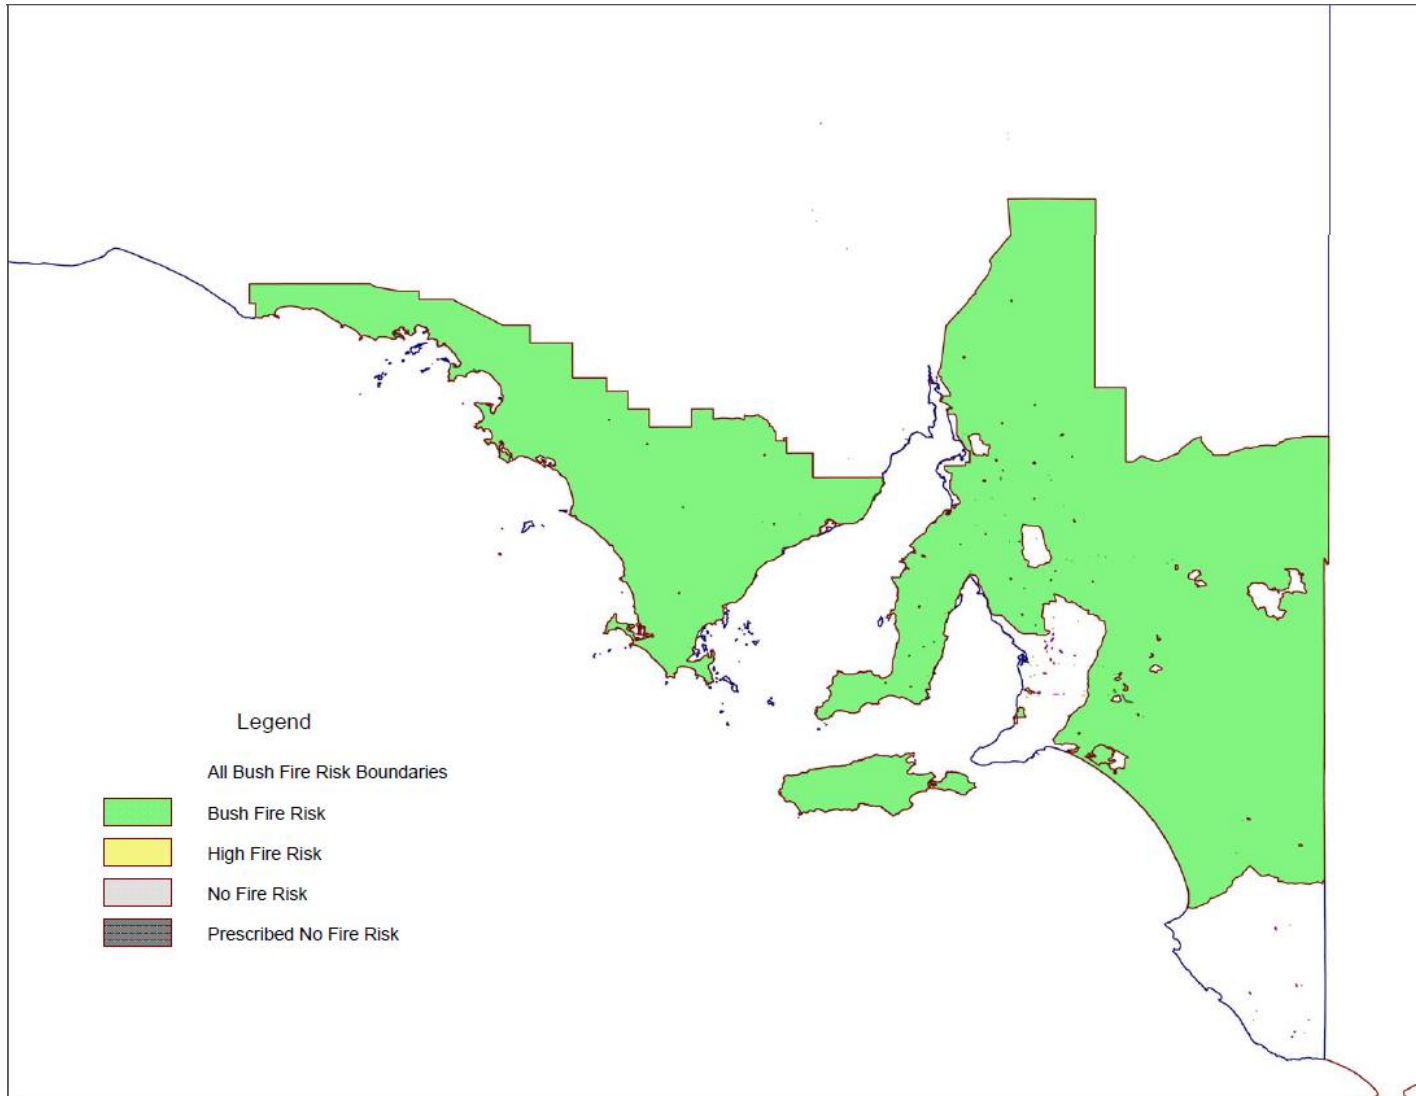 Legend
All Bush Fire Risk Boundaries
Bush Fire Risk
High Fire Risk
No Fire Risk
Prescribed No Fire Risk